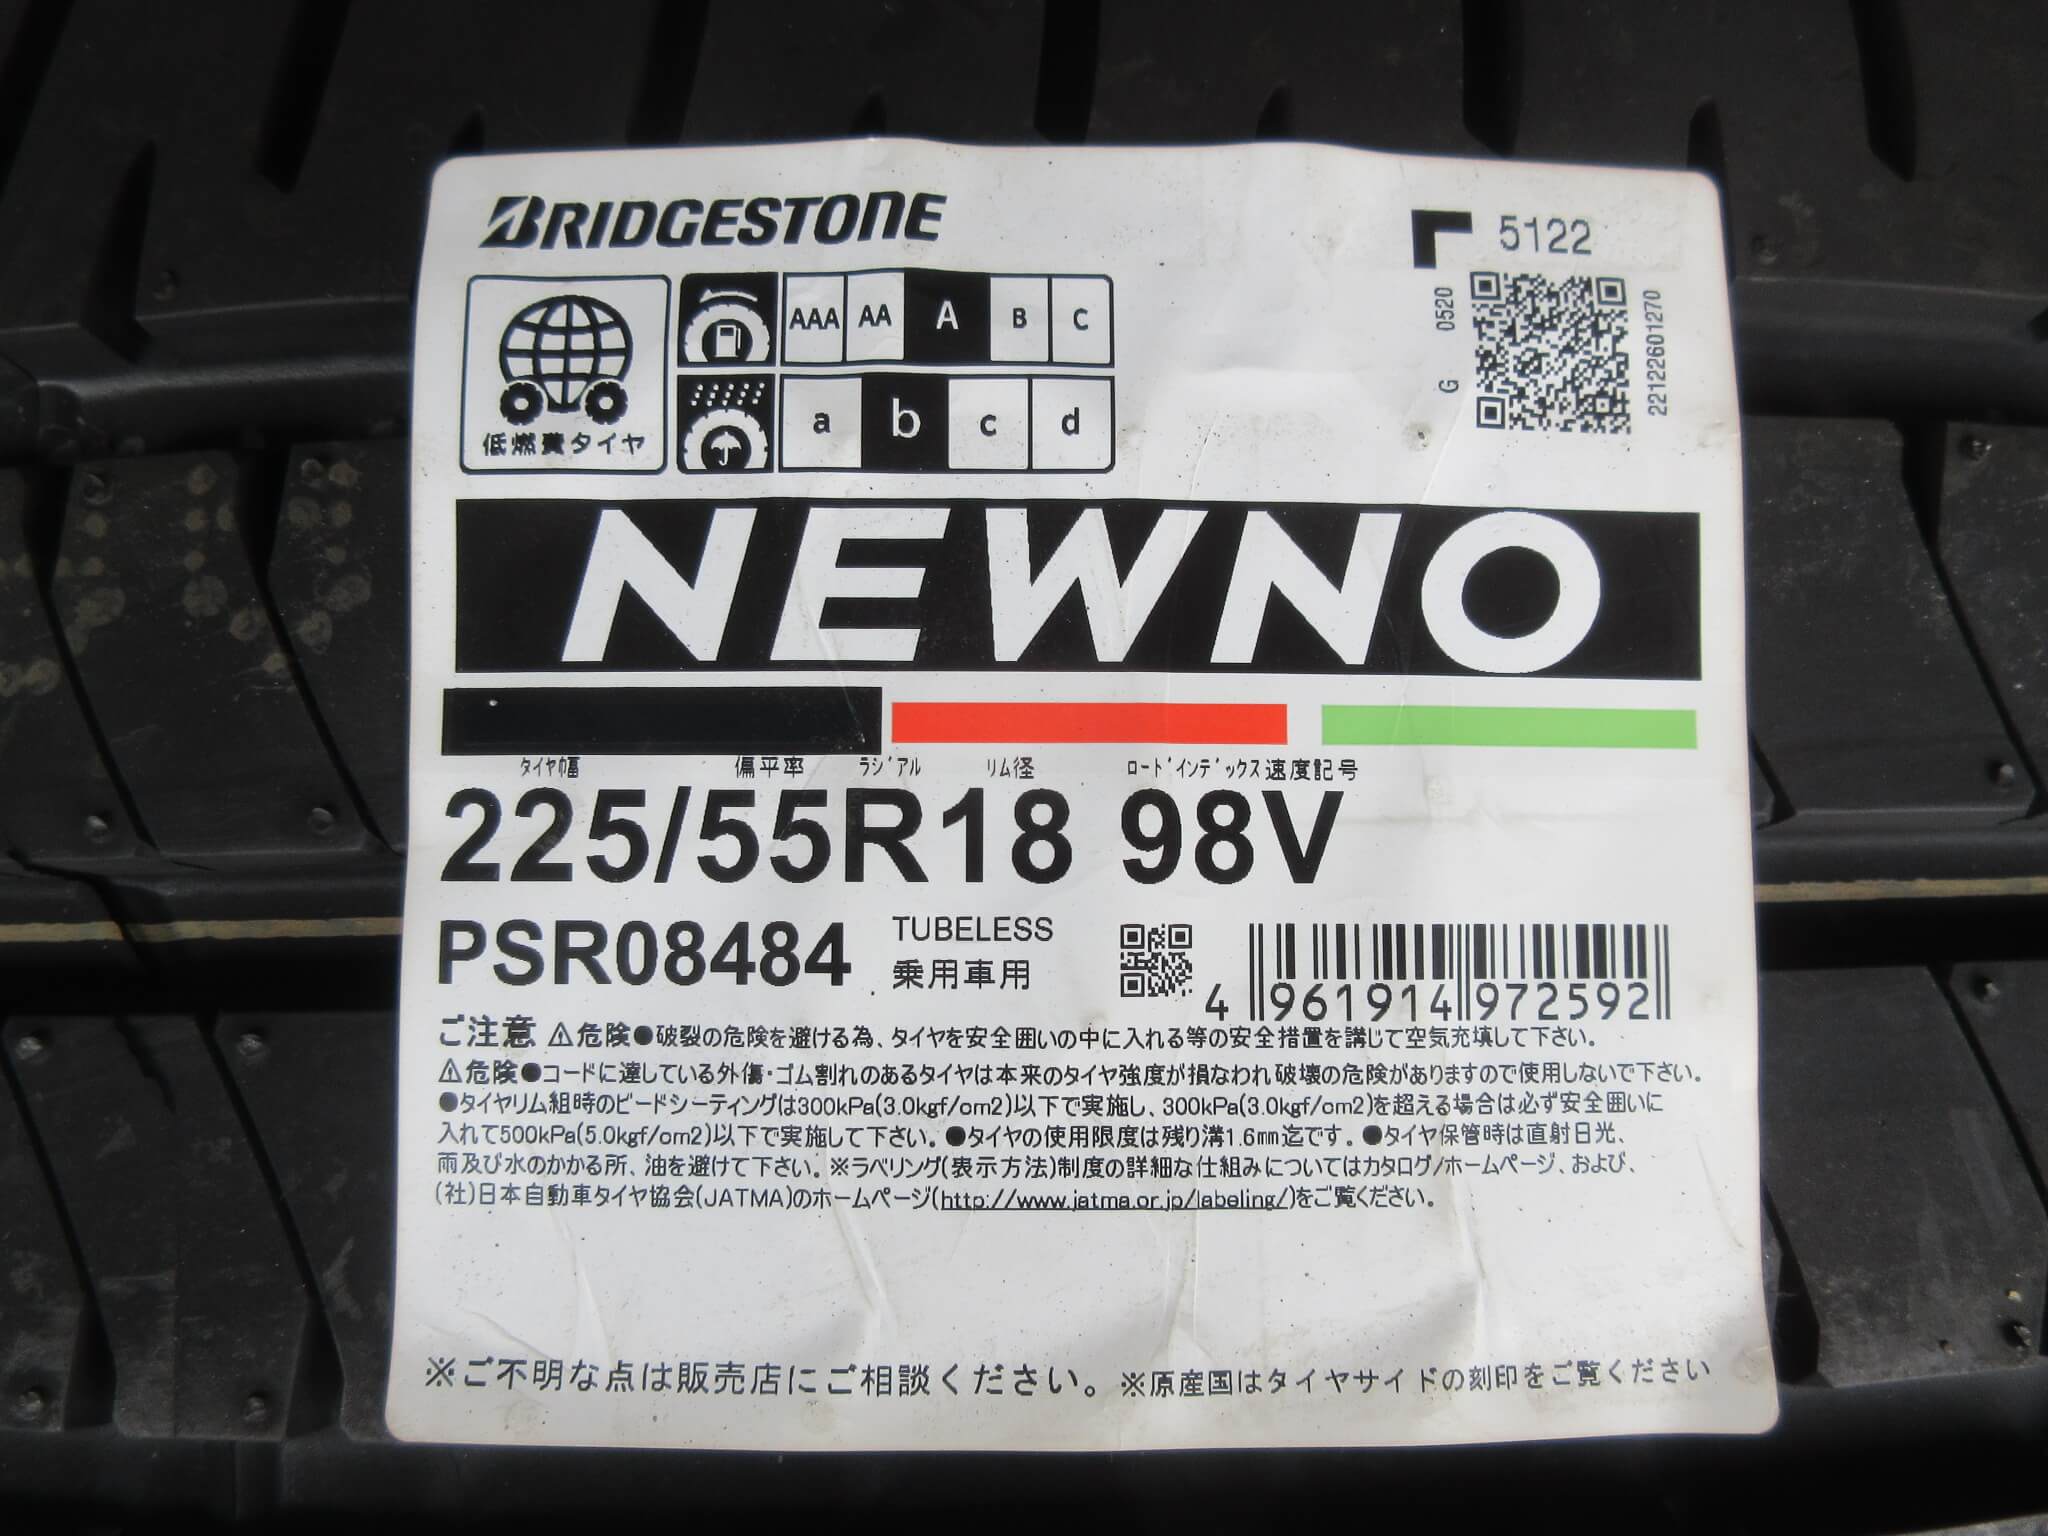 BRIDGESTONE
5122
低燃費タイヤ
AAA AA A B C
a b c d
G 0520
221226012​70
NEWNO
タイヤ幅 偏平率 ラジアル リム径 ロードインデックス 速度記号
225/55R18 98V
PSR08484 TUBELESS
乗用車用
4 961914 972592
ご注意 ⚠危険●破裂の危険を避ける為、タイヤを安全囲いの中に入れる等の安全措置を講じて空気充填して下さい。
⚠危険●コードに達している外傷・ゴム割れのあるタイヤは本来のタイヤ強度が損なわれ破壊の危険がありますので使用しないで下さい。
●タイヤリム組時のビードシーティングは300kPa(3.0kgf/cm2)以下で実施し、300kPa(3.0kgf/cm2)を超える場合は必ず安全囲いに
入れて500kPa(5.0kgf/cm2)以下で実施して下さい。●タイヤの使用限度は残り溝1.6mm迄です。●タイヤ保管時は直射日光、
雨及び水のかかる所、油を避けて下さい。※ラベリング(表示方法)制度の詳細な仕組みについてはカタログ/ホームページ、および、
(社)日本自動車タイヤ協会(JATMA)のホームページ(http://www.jatma.or.jp/labeling/)をご覧ください。
※ご不明な点は販売店にご相談ください。 ※原産国はタイヤサイドの刻印をご覧ください